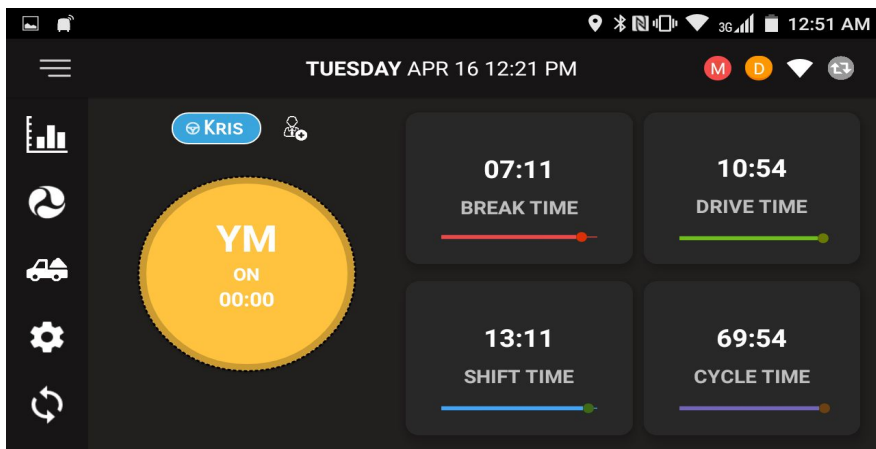 3G 12:51 AM
TUESDAY APR 16 12:21 PM
M D
KRIS
YM
ON
00:00
07:11
BREAK TIME
10:54
DRIVE TIME
13:11
SHIFT TIME
69:54
CYCLE TIME